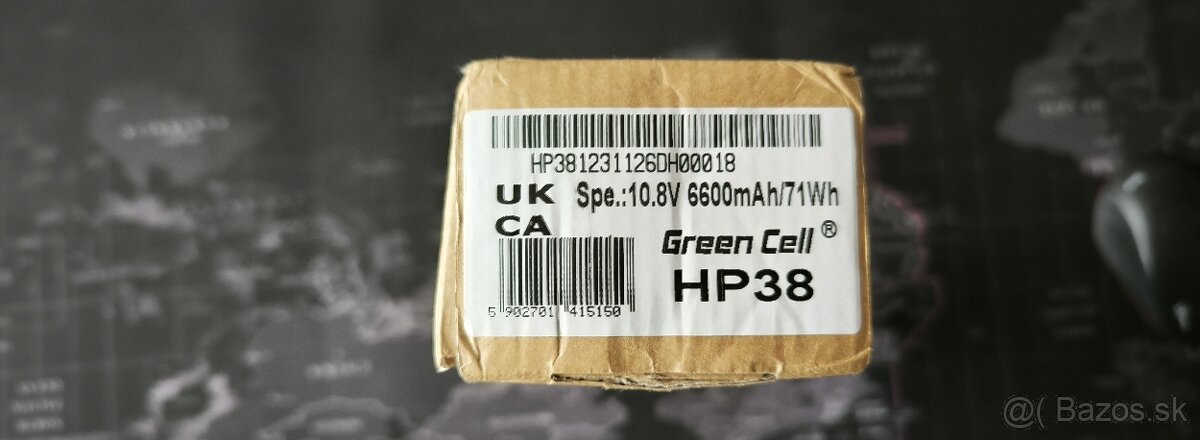 HP381231126DH00018
UK CA
Spe.:10.8V 6600mAh/71Wh
Green Cell®
HP38
5 902701 415150
@( Bazos.sk